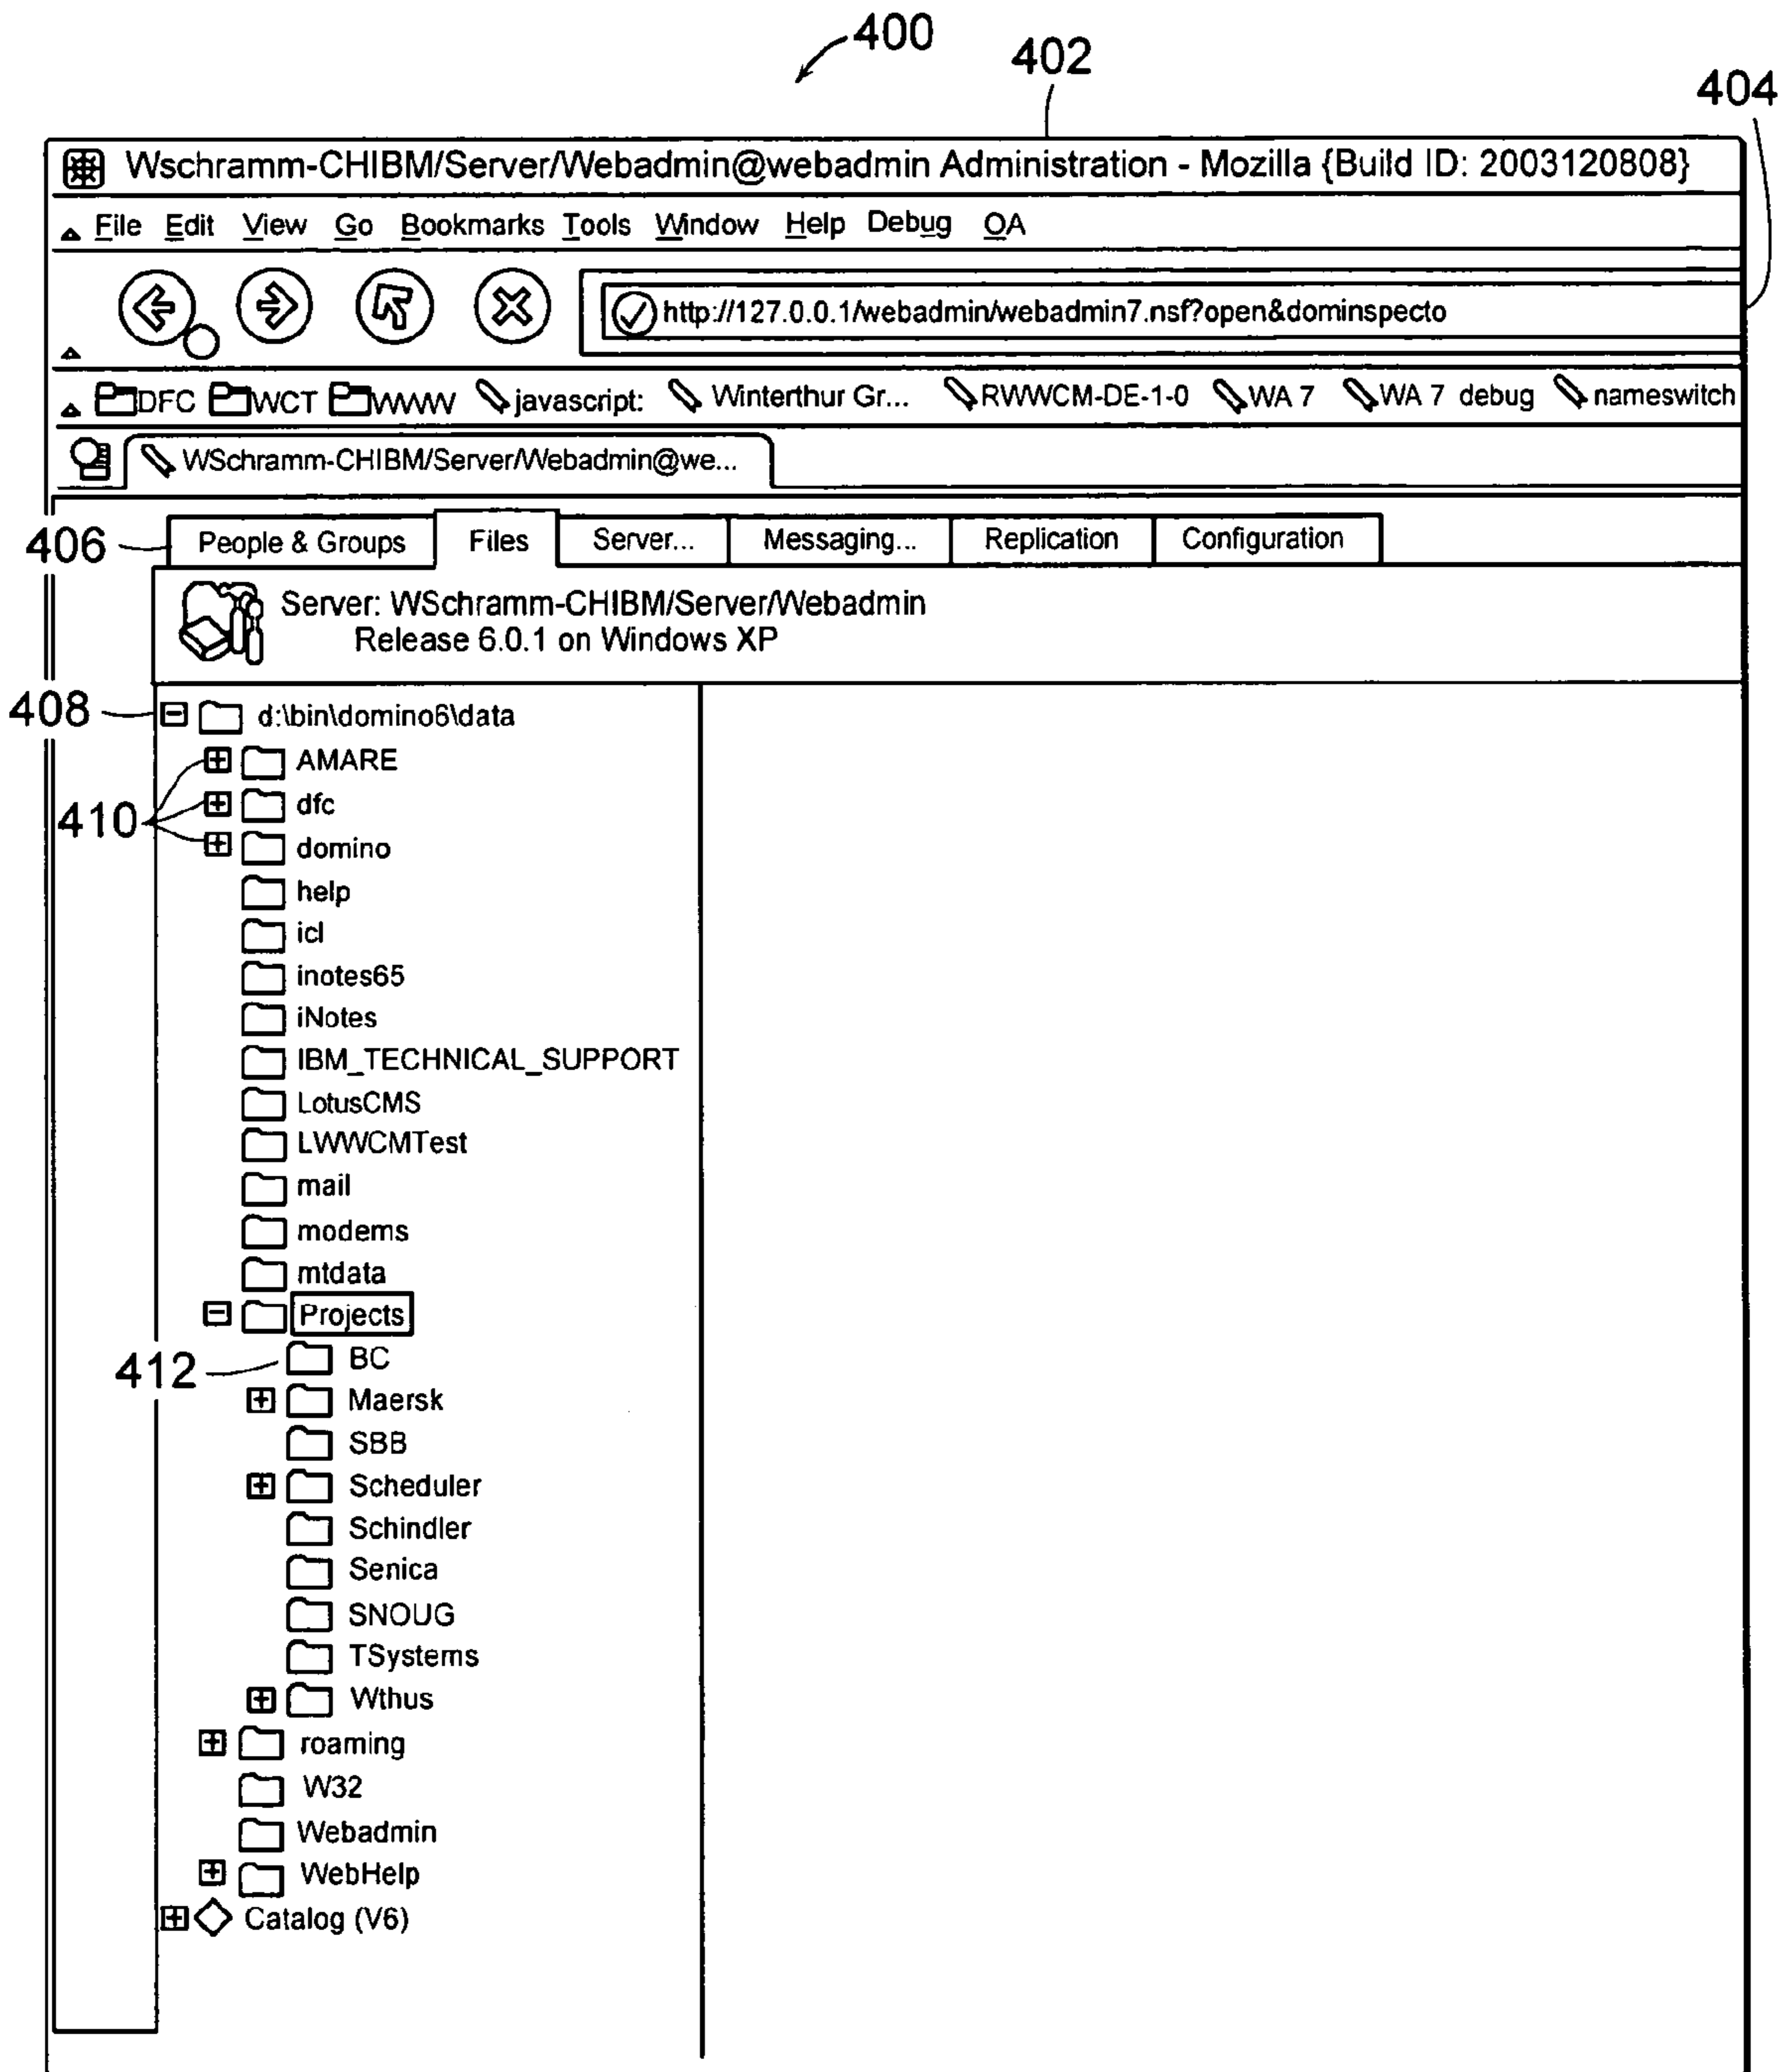 400
402
404
Wschramm-CHIBM/Server/Webadmin@webadmin Administration - Mozilla {Build ID: 2003120808}
File Edit View Go Bookmarks Tools Window Help Debug QA
http://127.0.0.1/webadmin/webadmin7.nsf?open&dominspecto
DFC WCT WWW javascript: Winterthur Gr... RWWCM-DE-1-0 WA 7 WA 7 debug nameswitch
WSchramm-CHIBM/Server/Webadmin@we...
406 People & Groups Files Server... Messaging... Replication Configuration
Server: WSchramm-CHIBM/Server/Webadmin
Release 6.0.1 on Windows XP
408 d:\bin\domino6\data
AMARE
dfc
410
domino
help
icl
inotes65
iNotes
IBM_TECHNICAL_SUPPORT
LotusCMS
LWWCMTest
mail
modems
mtdata
Projects
412 BC
Maersk
SBB
Scheduler
Schindler
Senica
SNOUG
TSystems
Wthus
roaming
W32
Webadmin
WebHelp
Catalog (V6)